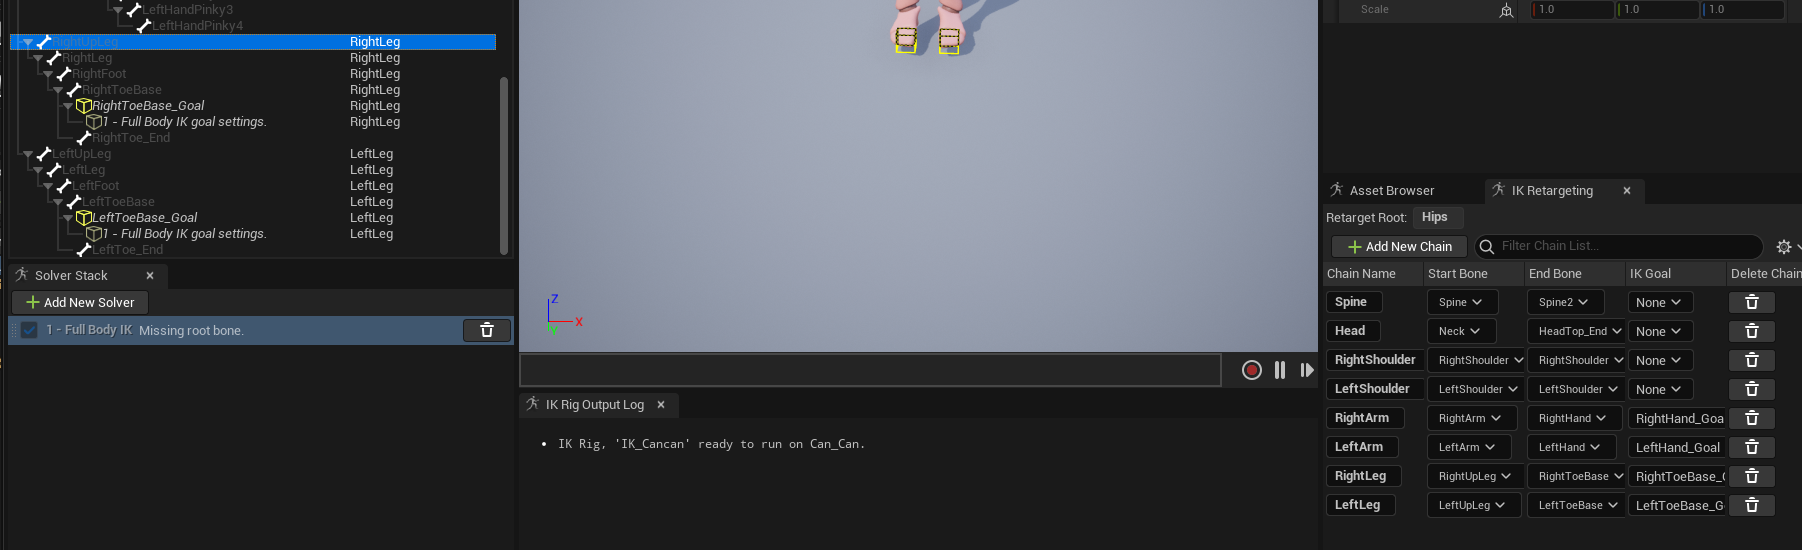 LeftHandPinky3
LeftHandPinky4
RightUpLeg RightLeg
RightLeg RightLeg
RightFoot RightLeg
RightToeBase RightLeg
RightToeBase_Goal RightLeg
1 - Full Body IK goal settings. RightLeg
RightToe_End
LeftUpLeg LeftLeg
LeftLeg LeftLeg
LeftFoot LeftLeg
LeftToeBase LeftLeg
LeftToeBase_Goal LeftLeg
1 - Full Body IK goal settings. LeftLeg
LeftToe_End
Solver Stack
Add New Solver
1 - Full Body IK Missing root bone.
Z
X
y
IK Rig Output Log
• IK Rig, 'IK_Cancan' ready to run on Can_Can.
Scale 1.0 1.0 1.0
Asset Browser IK Retargeting
Retarget Root: Hips
Add New Chain Filter Chain List...
Chain Name Start Bone End Bone IK Goal Delete Chain
Spine Spine Spine2 None
Head Neck HeadTop_End None
RightShoulder RightShoulder RightShoulder None
LeftShoulder LeftShoulder LeftShoulder None
RightArm RightArm RightHand RightHand_Goa
LeftArm LeftArm LeftHand LeftHand_Goal
RightLeg RightUpLeg RightToeBase RightToeBase_(
LeftLeg LeftUpLeg LeftToeBase LeftToeBase_G